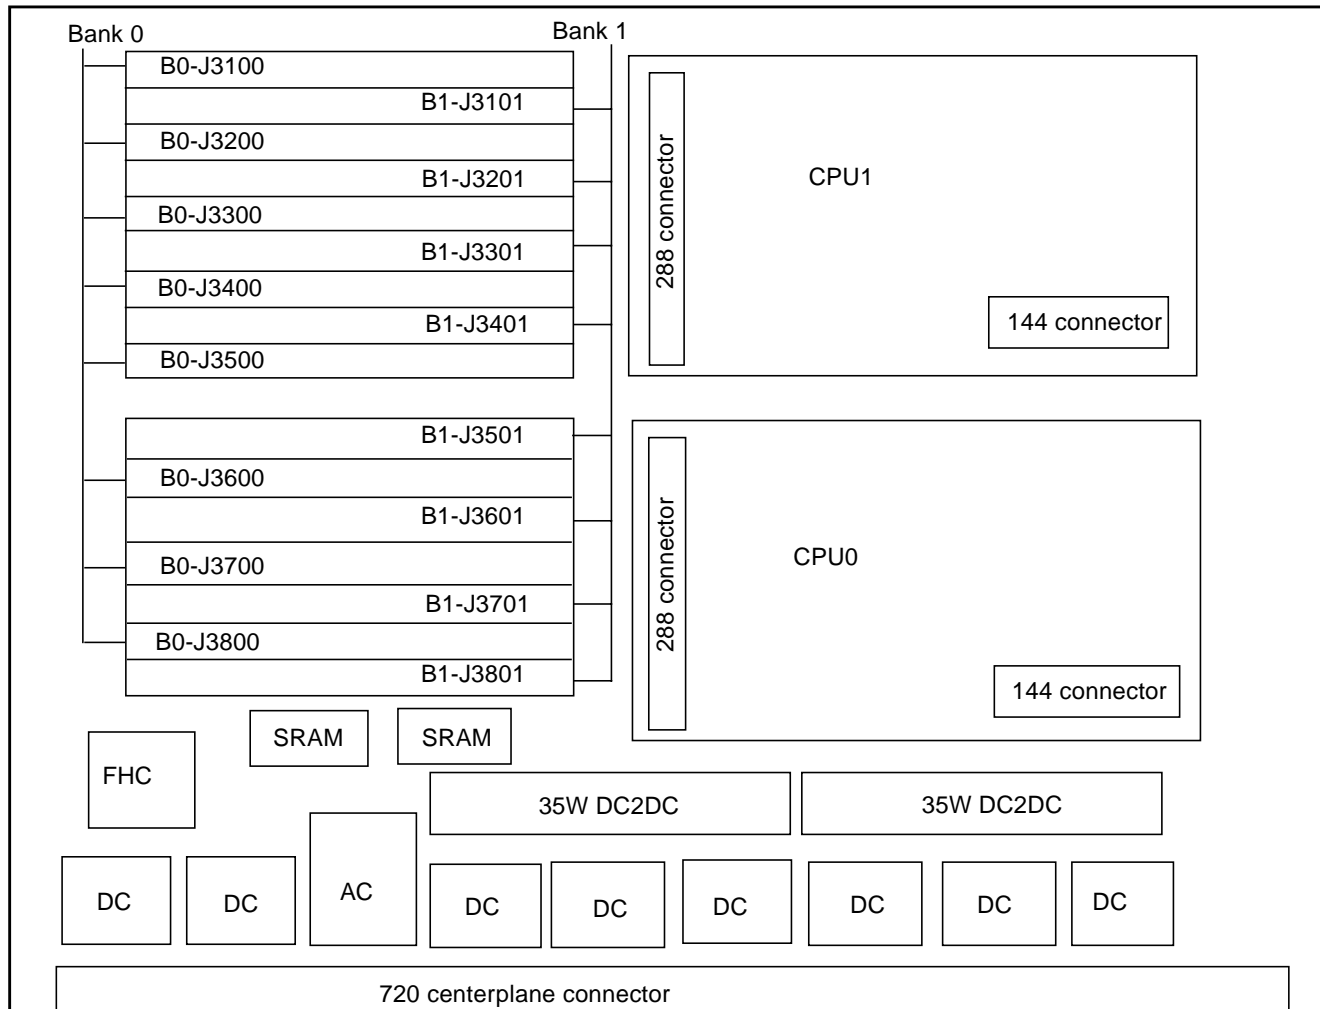 Bank 0
Bank 1
B0-J3100
B1-J3101
B0-J3200
B1-J3201
B0-J3300
B1-J3301
B0-J3400
B1-J3401
B0-J3500
288 connector
CPU1
144 connector
B1-J3501
B0-J3600
B1-J3601
B0-J3700
B1-J3701
B0-J3800
B1-J3801
288 connector
CPU0
144 connector
SRAM
SRAM
FHC
35W DC2DC
35W DC2DC
DC
DC
AC
DC
DC
DC
DC
DC
DC
720 centerplane connector